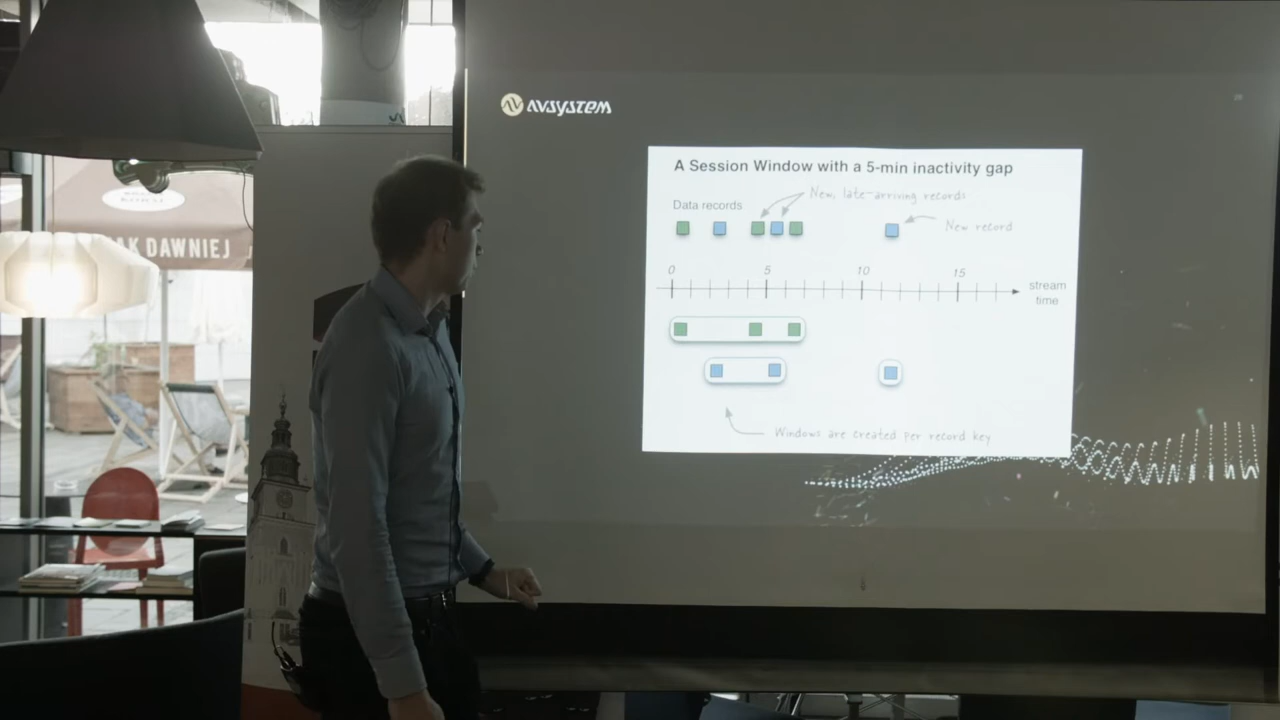 AVSYSTEM
A Session Window with a 5-min inactivity gap
New, late-arriving records
Data records
New record
0 5 10 15
stream
time
Windows are created per record key
AK DAWNIEJ